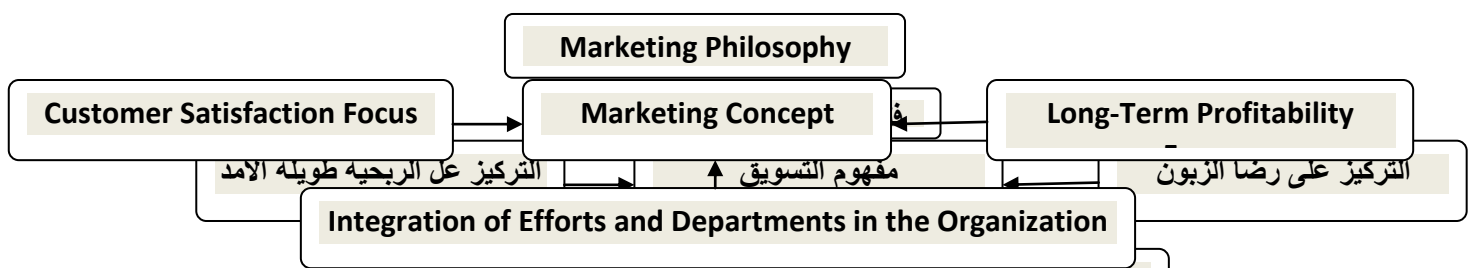 Marketing Philosophy
Customer Satisfaction Focus
Marketing Concept
Long-Term Profitability
التركيز على رضا الزبون
مفهوم التسويق
التركيز عل الربحية طويلة الامد
Integration of Efforts and Departments in the Organization